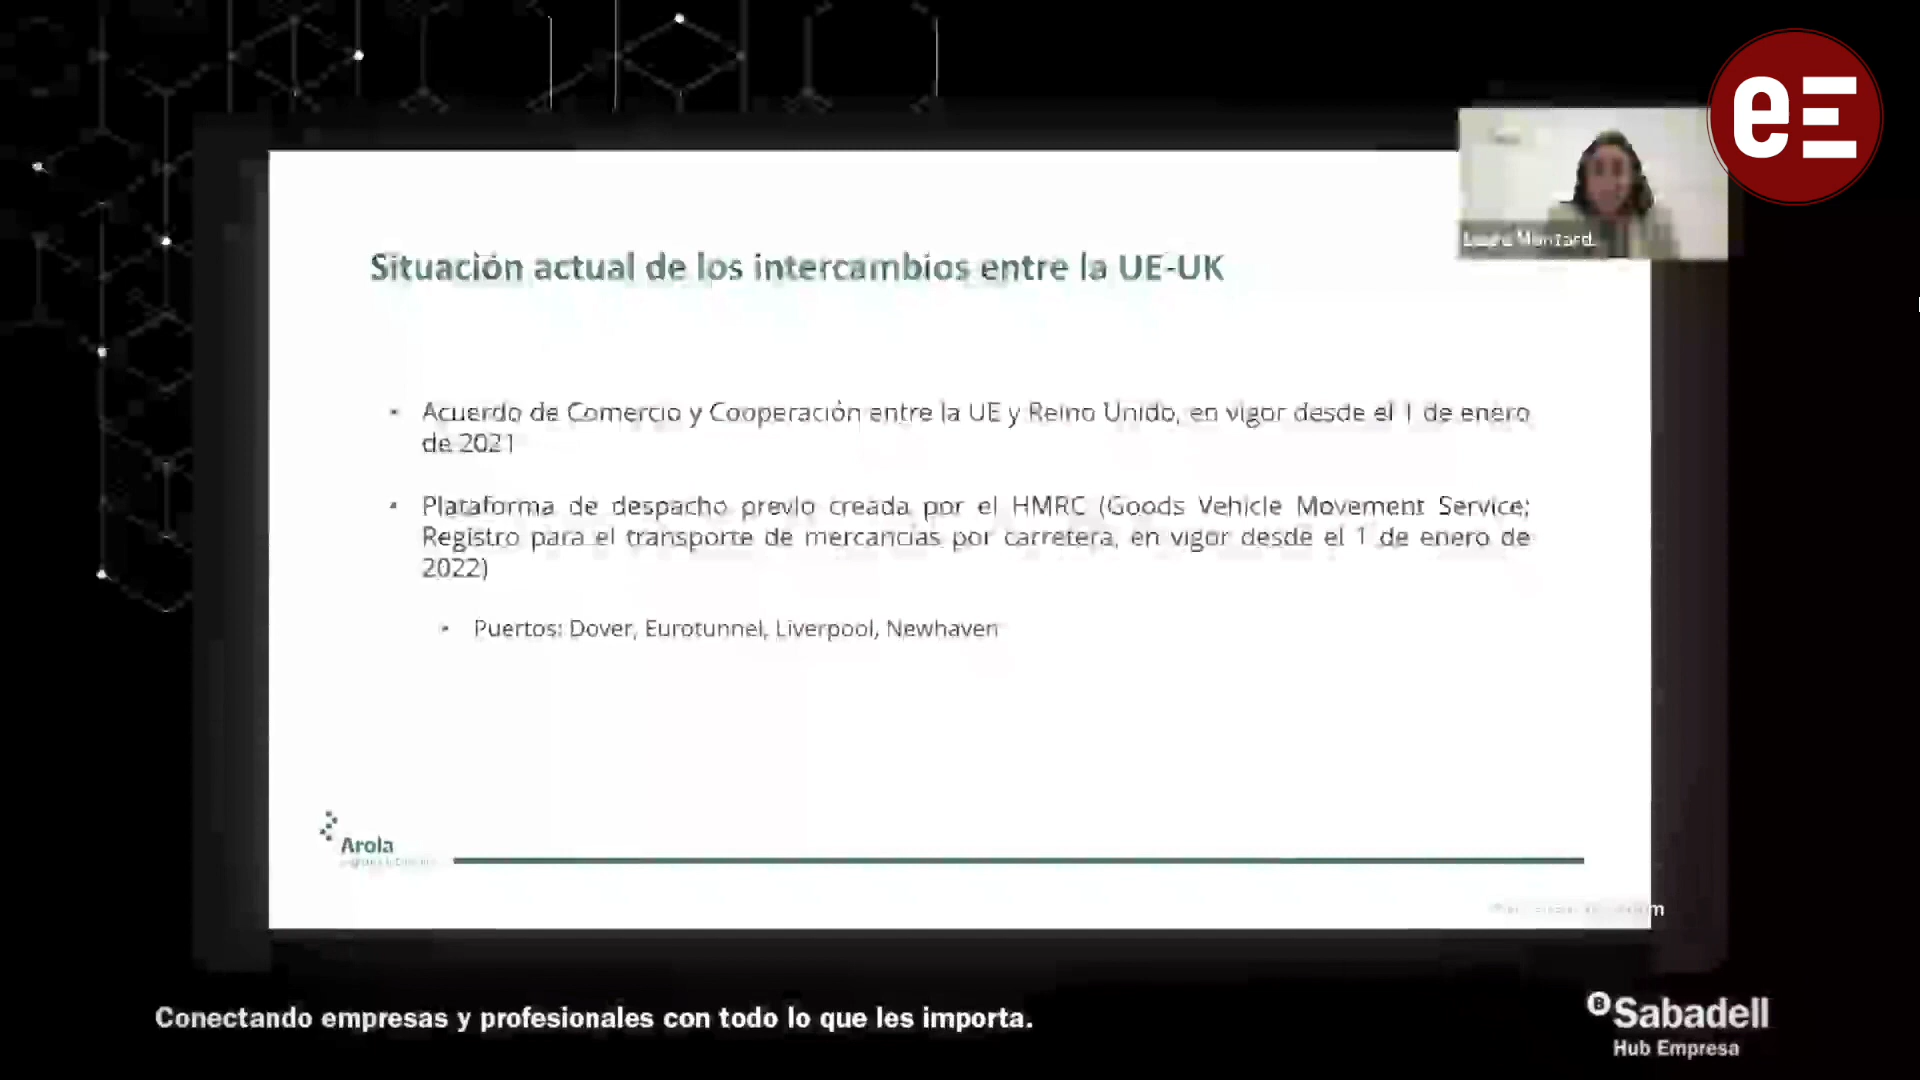 eE
Situación actual de los intercambios entre la UE-UK
• Acuerdo de Comercio y Cooperación entre la UE y Reino Unido, en vigor desde el 1 de enero
de 2021
• Plataforma de despacho previo creada por el HMRC (Goods Vehicle Movement Service;
Registro para el transporte de mercancías por carretera, en vigor desde el 1 de enero de
2022)
• Puertos: Dover, Eurotunnel, Liverpool, Newhaven
Arola
Conectando empresas y profesionales con todo lo que les importa.
B Sabadell
Hub Empresa